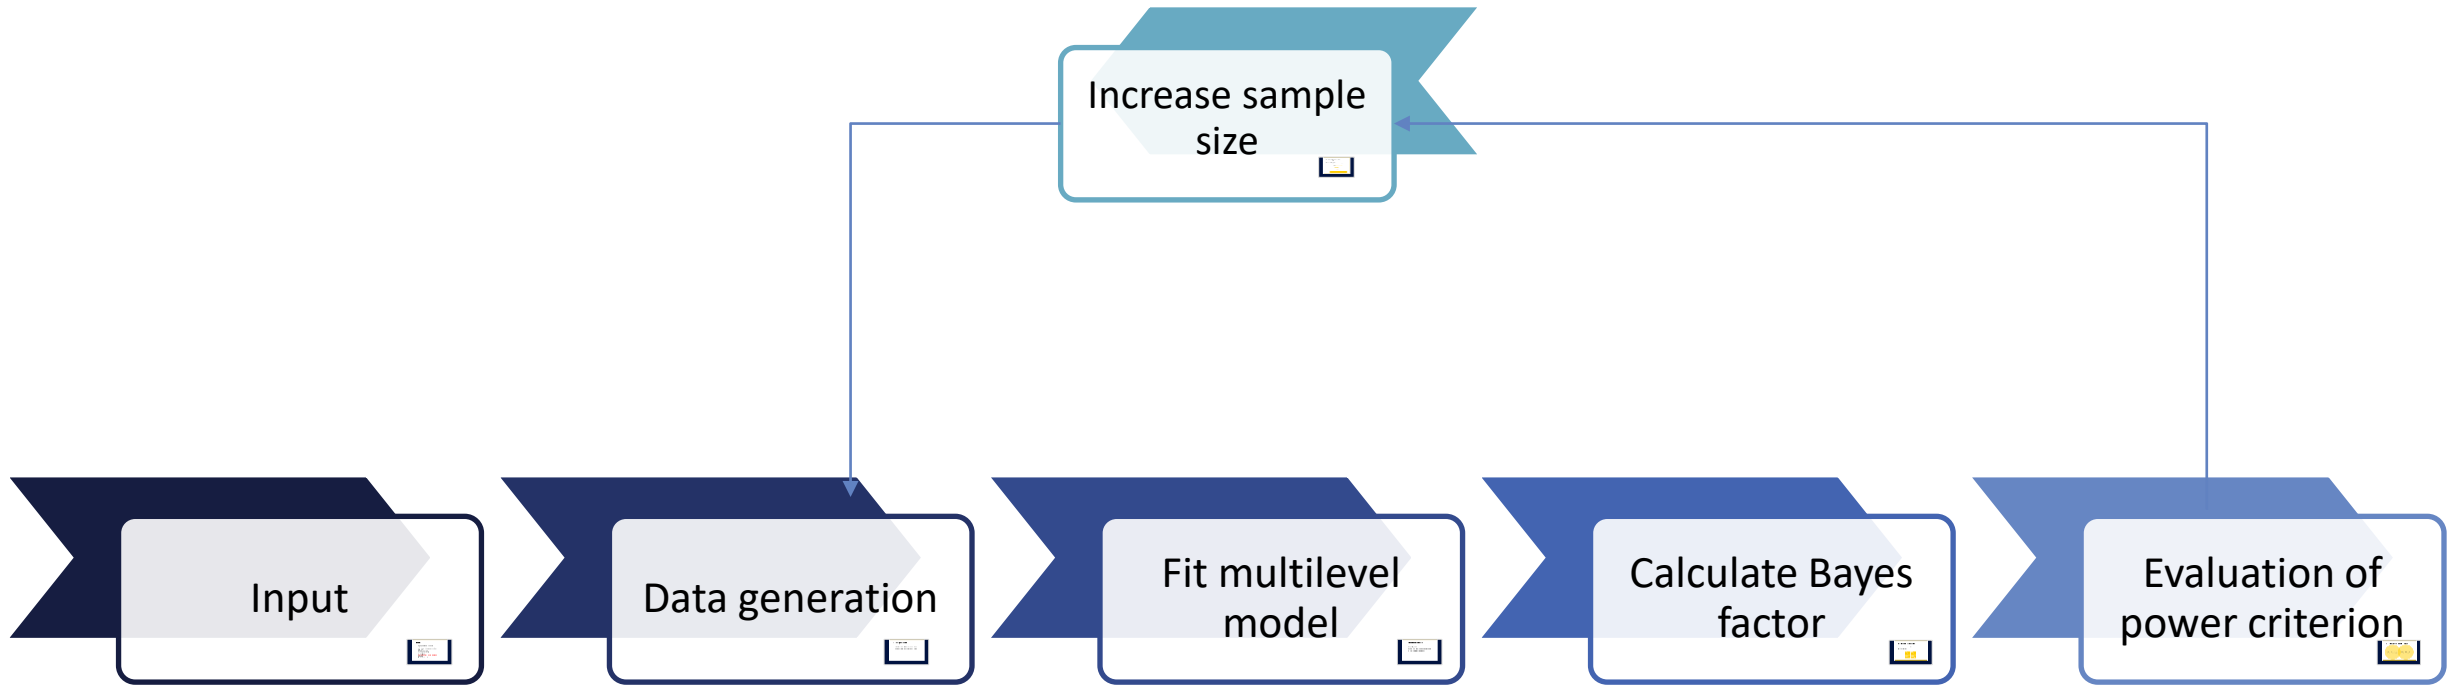 Increase sample
size
Input
Data generation
Fit multilevel
model
Calculate Bayes
factor
Evaluation of
power criterion